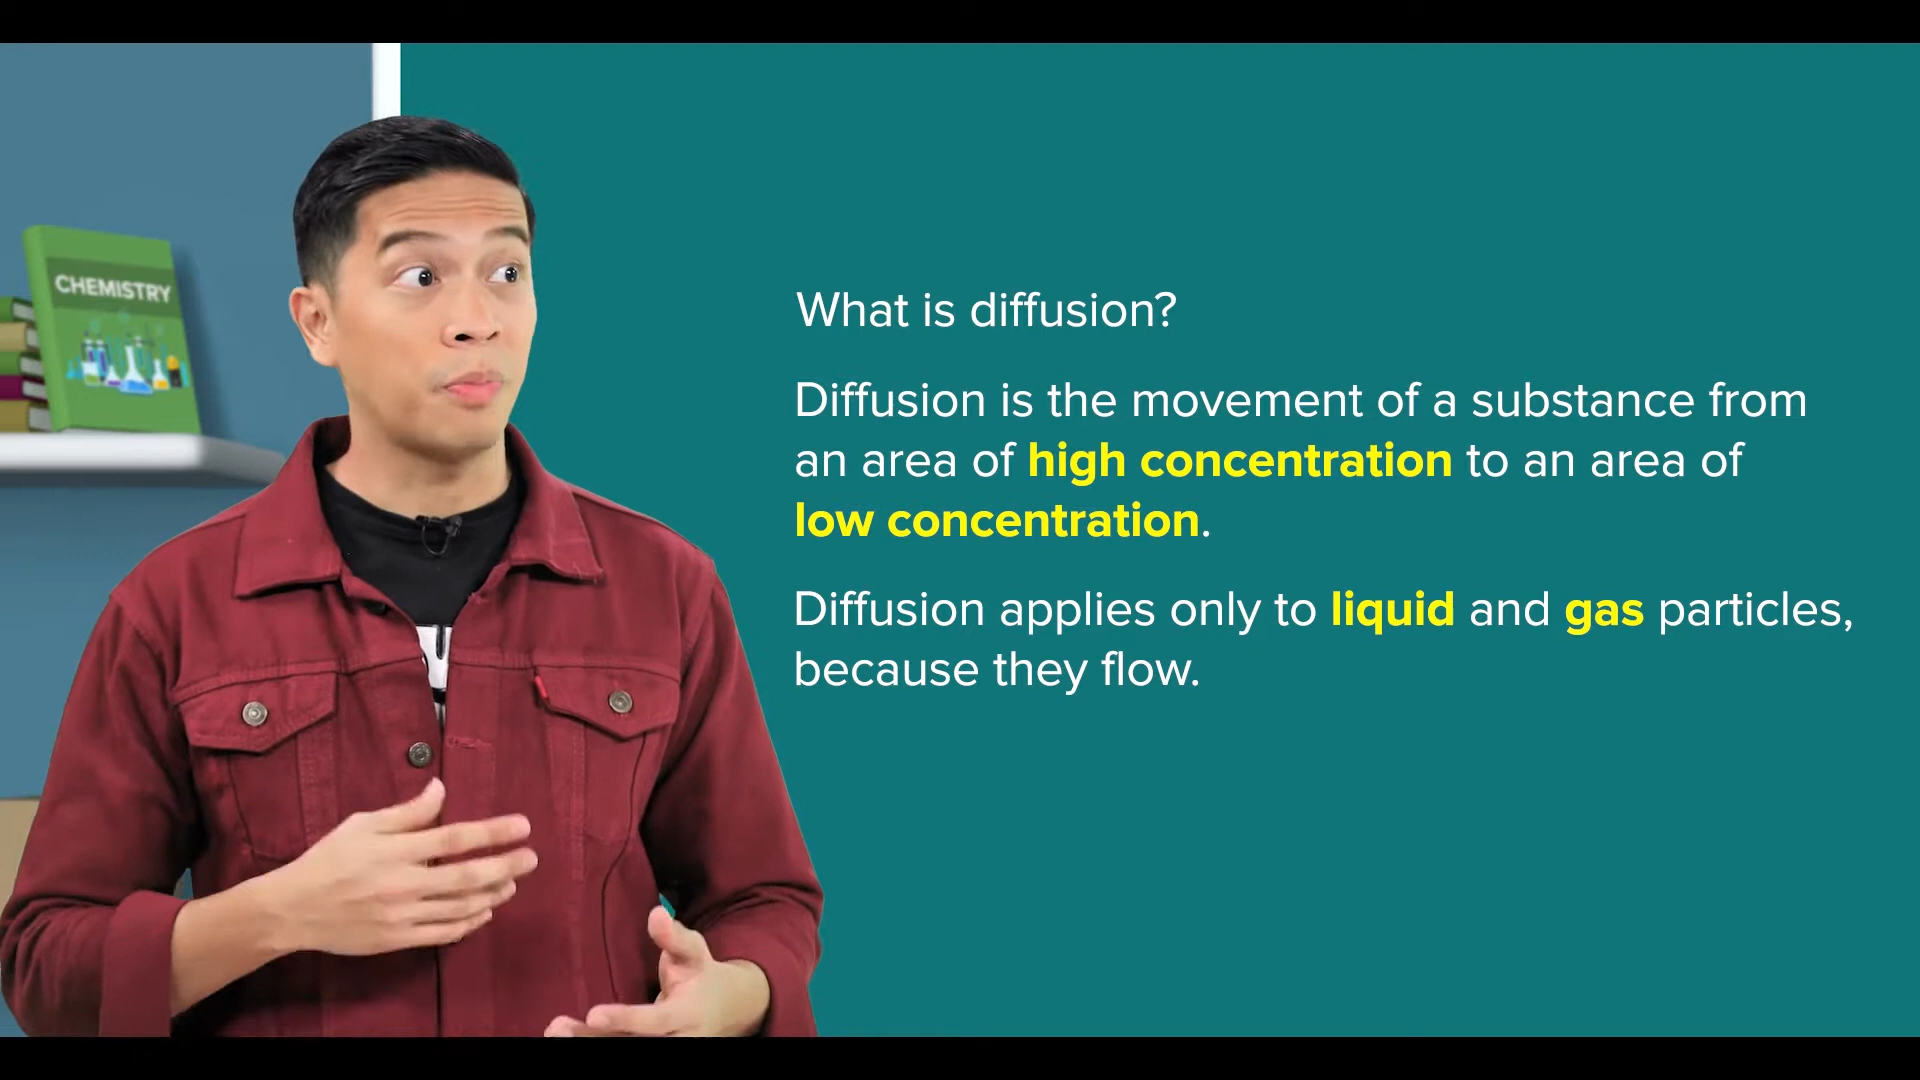 CHEMISTRY
What is diffusion?
Diffusion is the movement of a substance from
an area of high concentration to an area of
low concentration.
Diffusion applies only to liquid and gas particles,
because they flow.